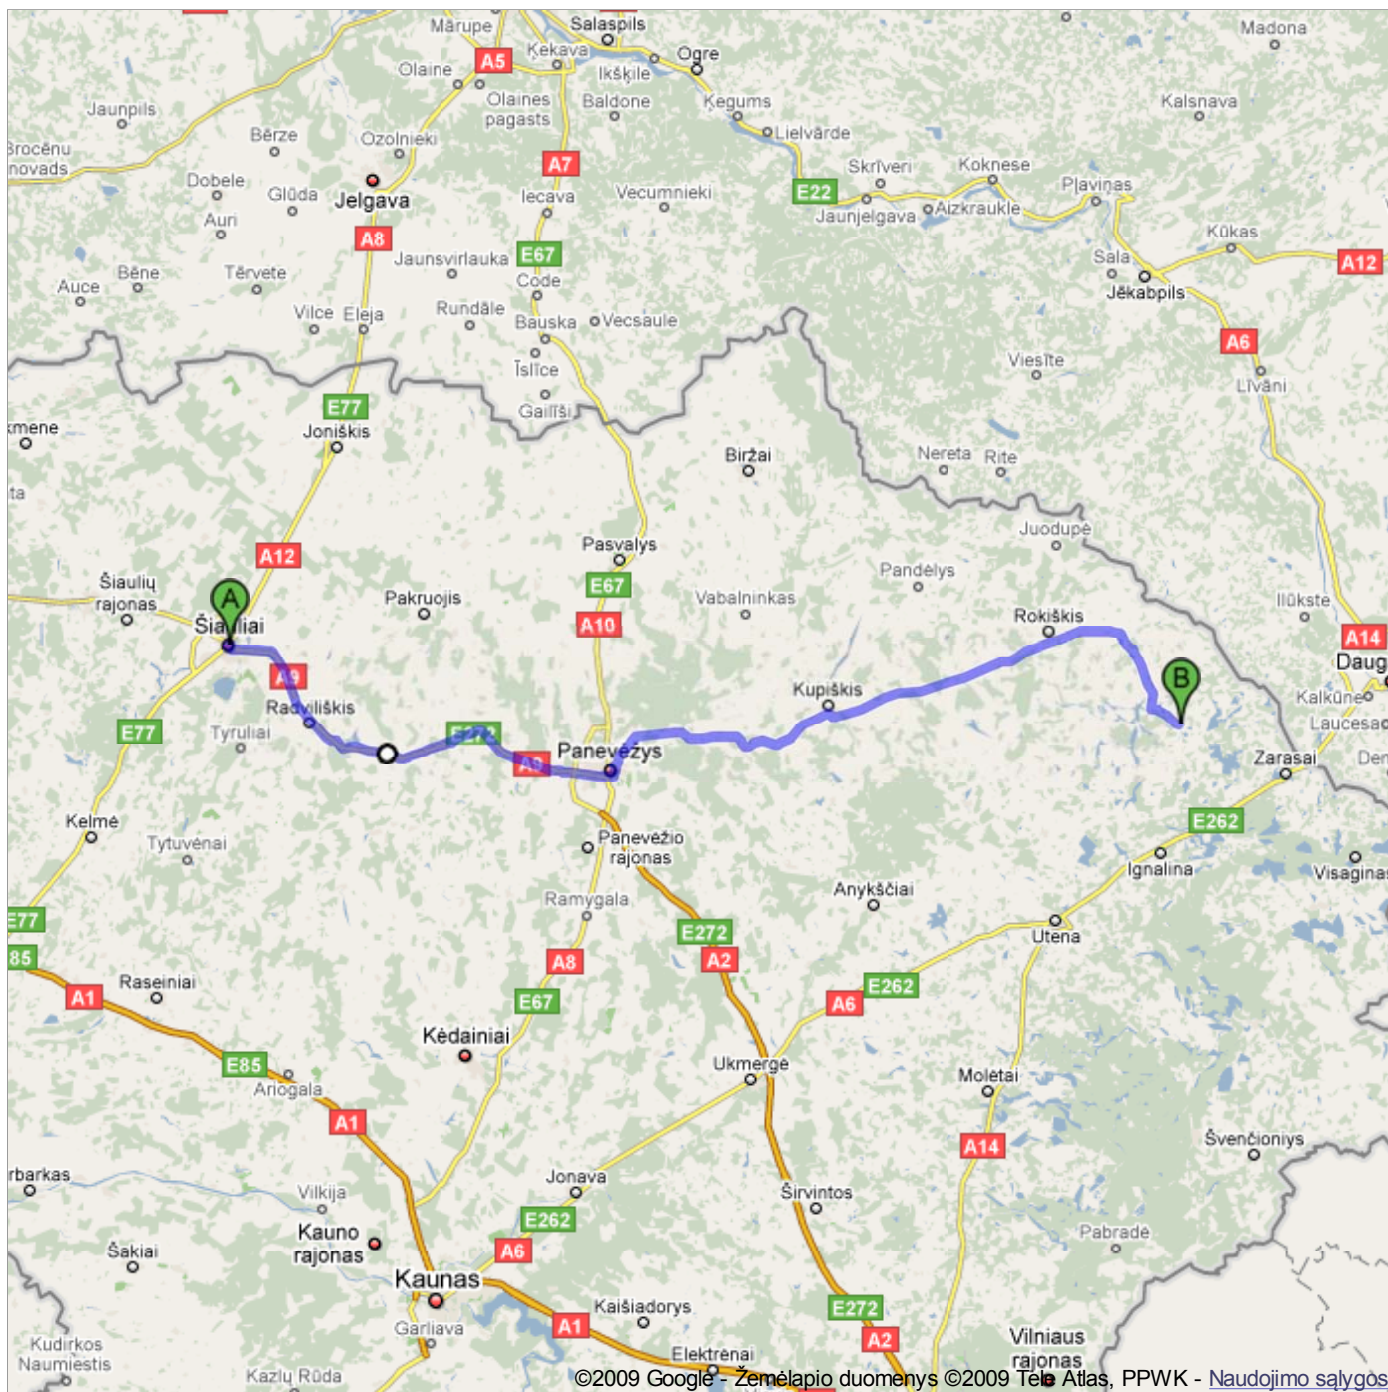 Salaspils
Mārupe
Madona
Ķekava
Ogre
A5
Olaine
Ikšķile
Olaines
pagasts
Baldone
Ķegums
Kalsnava
Jaunpils
Bērze
Ozolnieki
Lielvārde
Brocēnu
novads
A7
Skrīveri
Koknese
Dobele
Glūda
Jelgava
Iecava
Vecumnieki
E22
Jaunjelgava
Aizkraukle
Pļaviņas
Auri
A8
Kūkas
Jaunsvirlauka
E67
Sala
A12
Auce
Bēne
Tērvete
Code
Jēkabpils
Vilce
Eleja
Rundāle
Bauska
Vecsaule
A6
Īslīce
Viesīte
Līvāni
E77
Gailīši
Joniškis
kmene
Biržai
Nereta
Rite
ta
Juodupė
A12
Pasvalys
Šiaulių
rajonas
A
Pakruojis
E67
Vabalninkas
Pandėlys
Ilūkste
Šiauliai
A10
Rokiškis
A14
Daug
A9
B
Kupiškis
Kalkūne
Radviliškis
E77
Tyruliai
E272
Laucesa
Panevėžys
A9
Zarasai
Den
Kelmė
E262
Tytuvėnai
Panevėžio
rajonas
Ignalina
Visaginas
Anykščiai
Ramygala
E77
E272
Utena
85
A8
A2
Raseiniai
A1
E67
A6
E262
Kėdainiai
E85
Ukmergė
Ariogala
Molėtai
A1
A14
Švenčionys
rbarkas
Jonava
Vilkija
Širvintos
E262
Kauno
rajonas
A6
Pabradė
Šakiai
Kaunas
Kaišiadorys
E272
A1
A2
Garliava
Vilniaus
rajonas
Kudirkos
Naumiestis
Elektrėnai
Kazlų Rūda
©2009 Google - Žemėlapio duomenys ©2009 Tele Atlas, PPWK - Naudojimo sąlygos